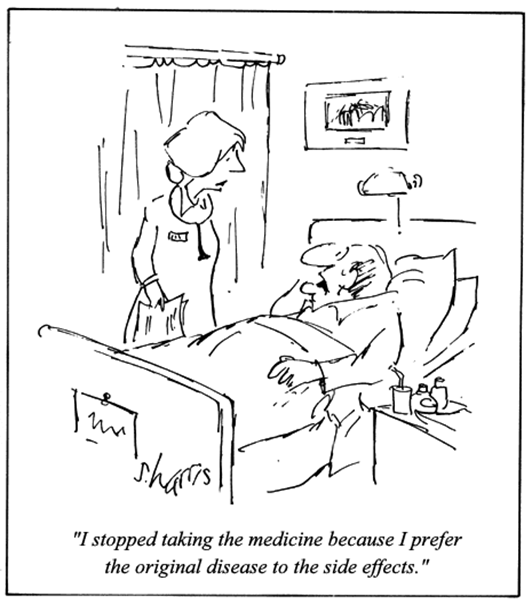 S.harris
"I stopped taking the medicine because I prefer
the original disease to the side effects."